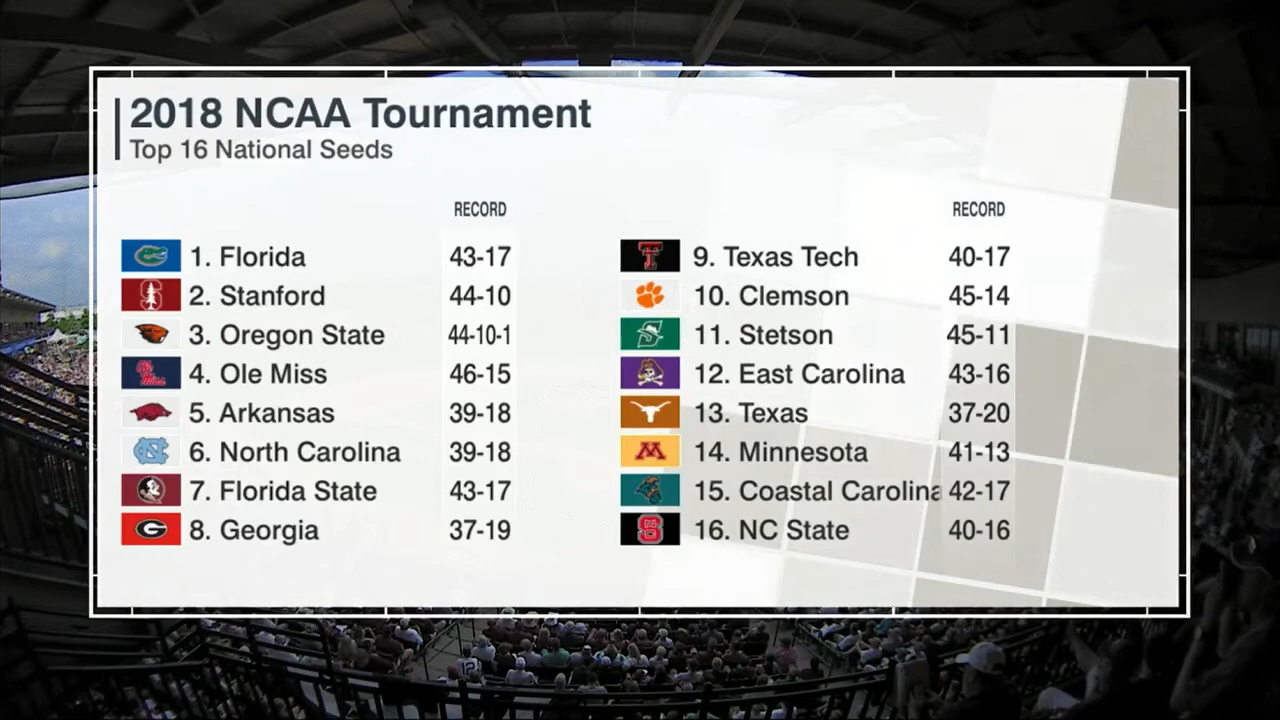 2018 NCAA Tournament
Top 16 National Seeds
RECORD
1. Florida 43-17
2. Stanford 44-10
3. Oregon State 44-10-1
4. Ole Miss 46-15
5. Arkansas 39-18
6. North Carolina 39-18
7. Florida State 43-17
8. Georgia 37-19
RECORD
9. Texas Tech 40-17
10. Clemson 45-14
11. Stetson 45-11
12. East Carolina 43-16
13. Texas 37-20
14. Minnesota 41-13
15. Coastal Carolina 42-17
16. NC State 40-16
Ole Miss
12